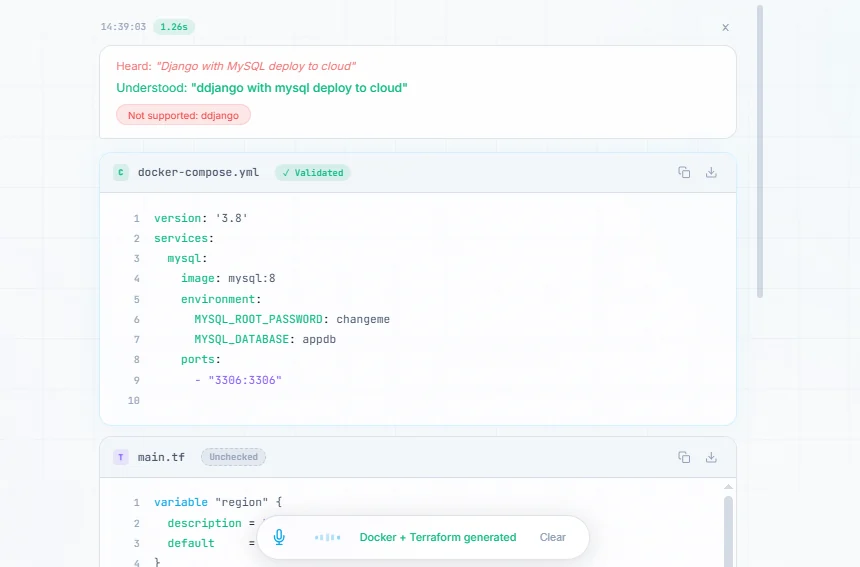 14:39:03 1.26s x
Heard: "Django with MySQL deploy to cloud"
Understood: "ddjango with mysql deploy to cloud"
Not supported: ddjango
C docker-compose.yml ✓ Validated
1 version: '3.8'
2 services:
3   mysql:
4     image: mysql:8
5     environment:
6       MYSQL_ROOT_PASSWORD: changeme
7       MYSQL_DATABASE: appdb
8     ports:
9       - "3306:3306"
10
T main.tf Unchecked
1 variable "region" {
2   description =
3   default     =
4 }
Docker + Terraform generated Clear